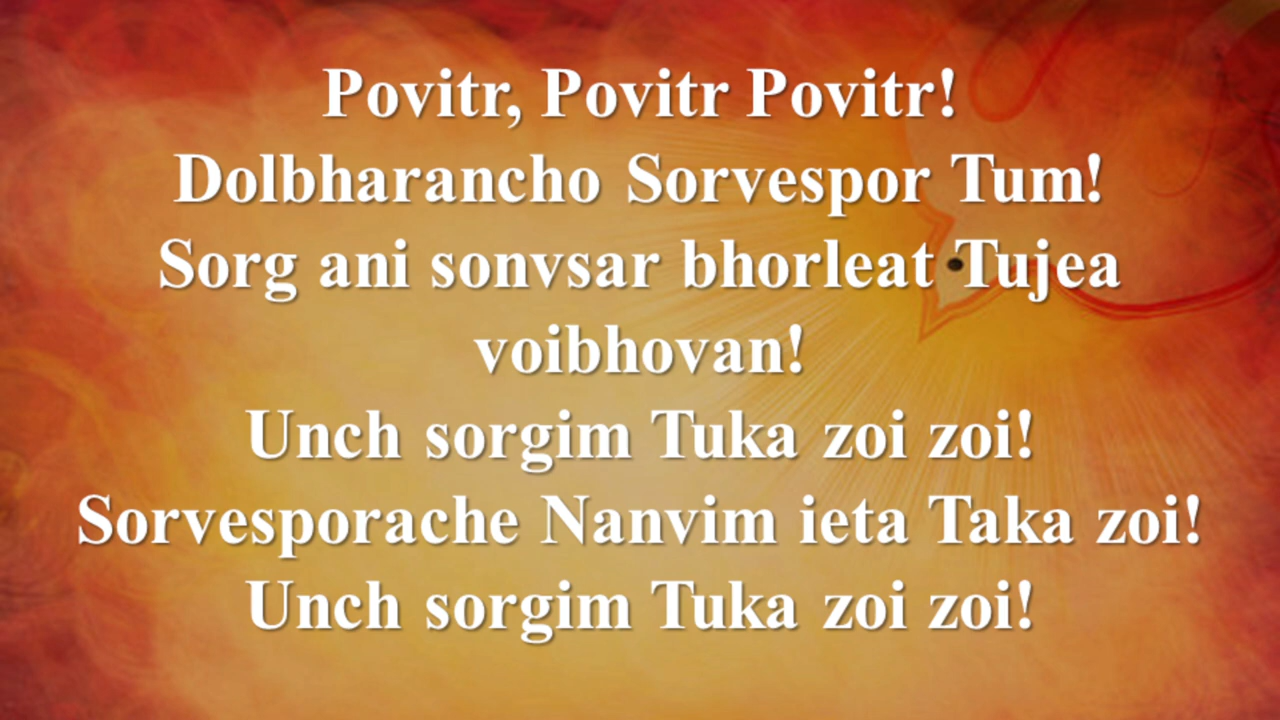 Povitr, Povitr Povitr!
Dolbharancho Sorvespor Tum!
Sorg ani sonvsar bhorleat Tujea
voibhovan!
Unch sorgim Tuka zoi zoi!
Sorvesporache Nanvim ieta Taka zoi!
Unch sorgim Tuka zoi zoi!